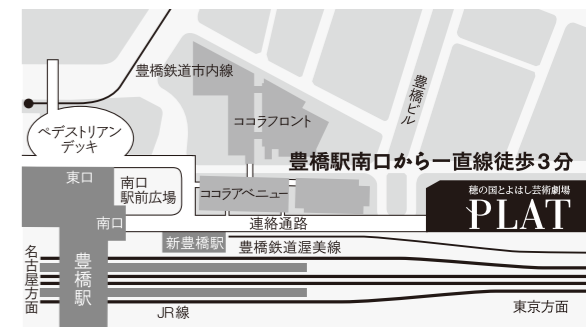 豊橋鉄道市内線
豊橋ビル
ココラフロント
ペデストリアン
デッキ
豊橋駅南口から一直線徒歩3分
東口
南口
駅前広場
ココラアベニュー
穂の国とよはし芸術劇場
PLAT
南口
連絡通路
新豊橋駅
豊橋鉄道渥美線
名古屋方面
豊橋駅
JR線
東京方面